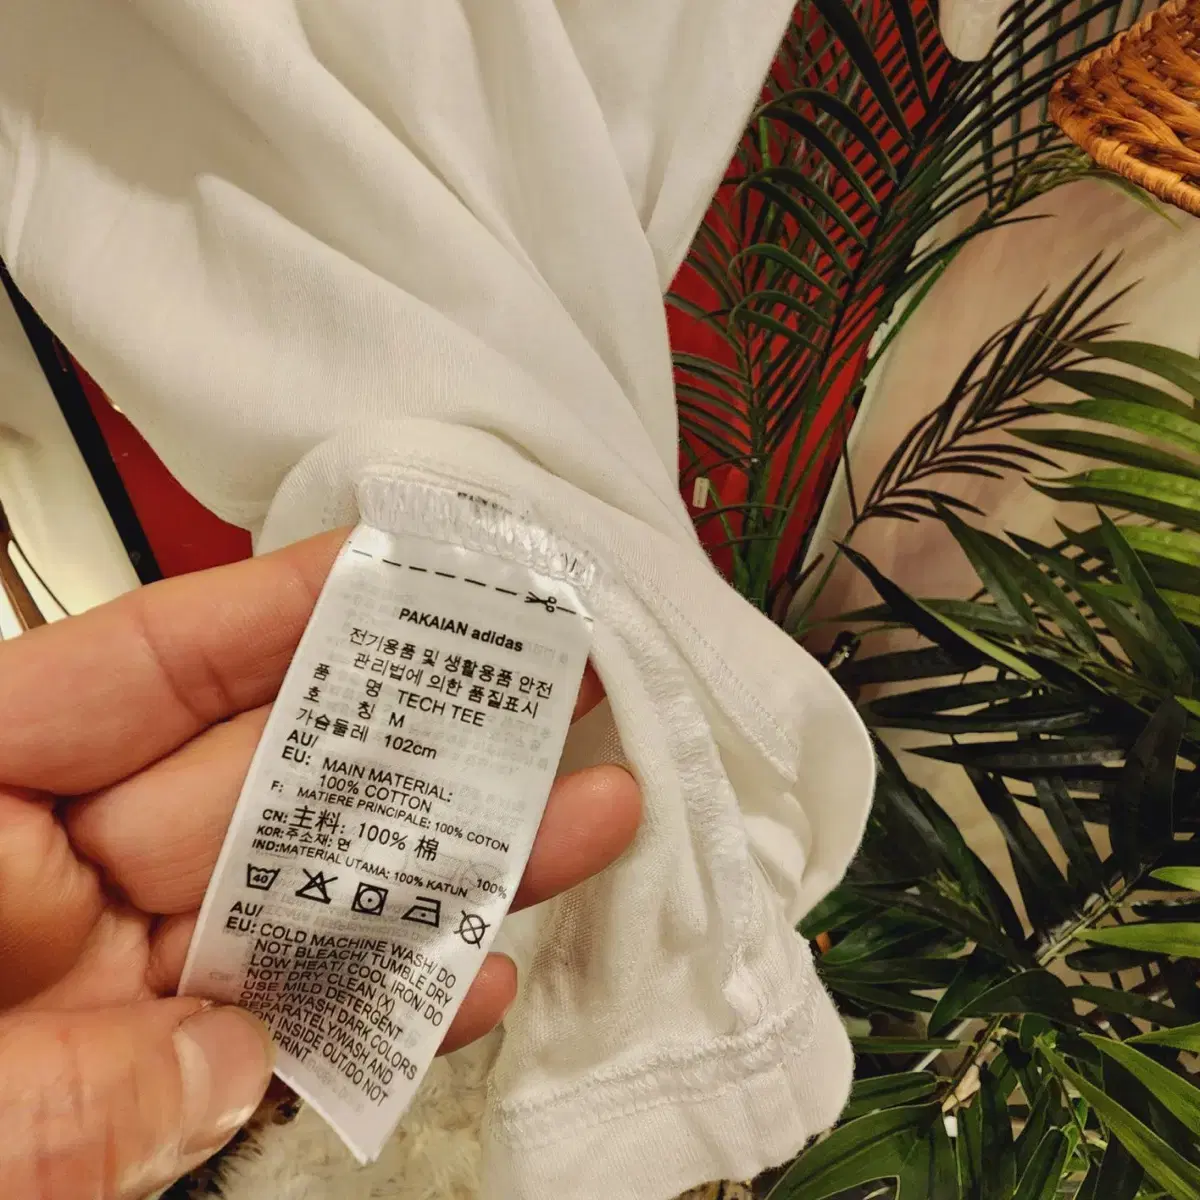 PAKAIAN adidas
전기용품 및 생활용품 안전
관리법에 의한 품질표시
품 명 TECH TEE
호 칭 M
가슴둘레 102cm
AU/
EU: MAIN MATERIAL:
100% COTTON
F: MATIERE PRINCIPALE: 100% COTON
CN: 主料: 100% 棉
KOR: 주소재: 면 100%
IND:MATERIAL UTAMA: 100% KATUN
40
AU/
EU: COLD MACHINE WASH/ DO
NOT BLEACH/ TUMBLE DRY
LOW HEAT/ COOL IRON/ DO
NOT DRY CLEAN (X)
USE MILD DETERGENT
ONLY/WASH DARK COLORS
SEPARATELY/WASH AND
ON INSIDE OUT/DO NOT
PRINT